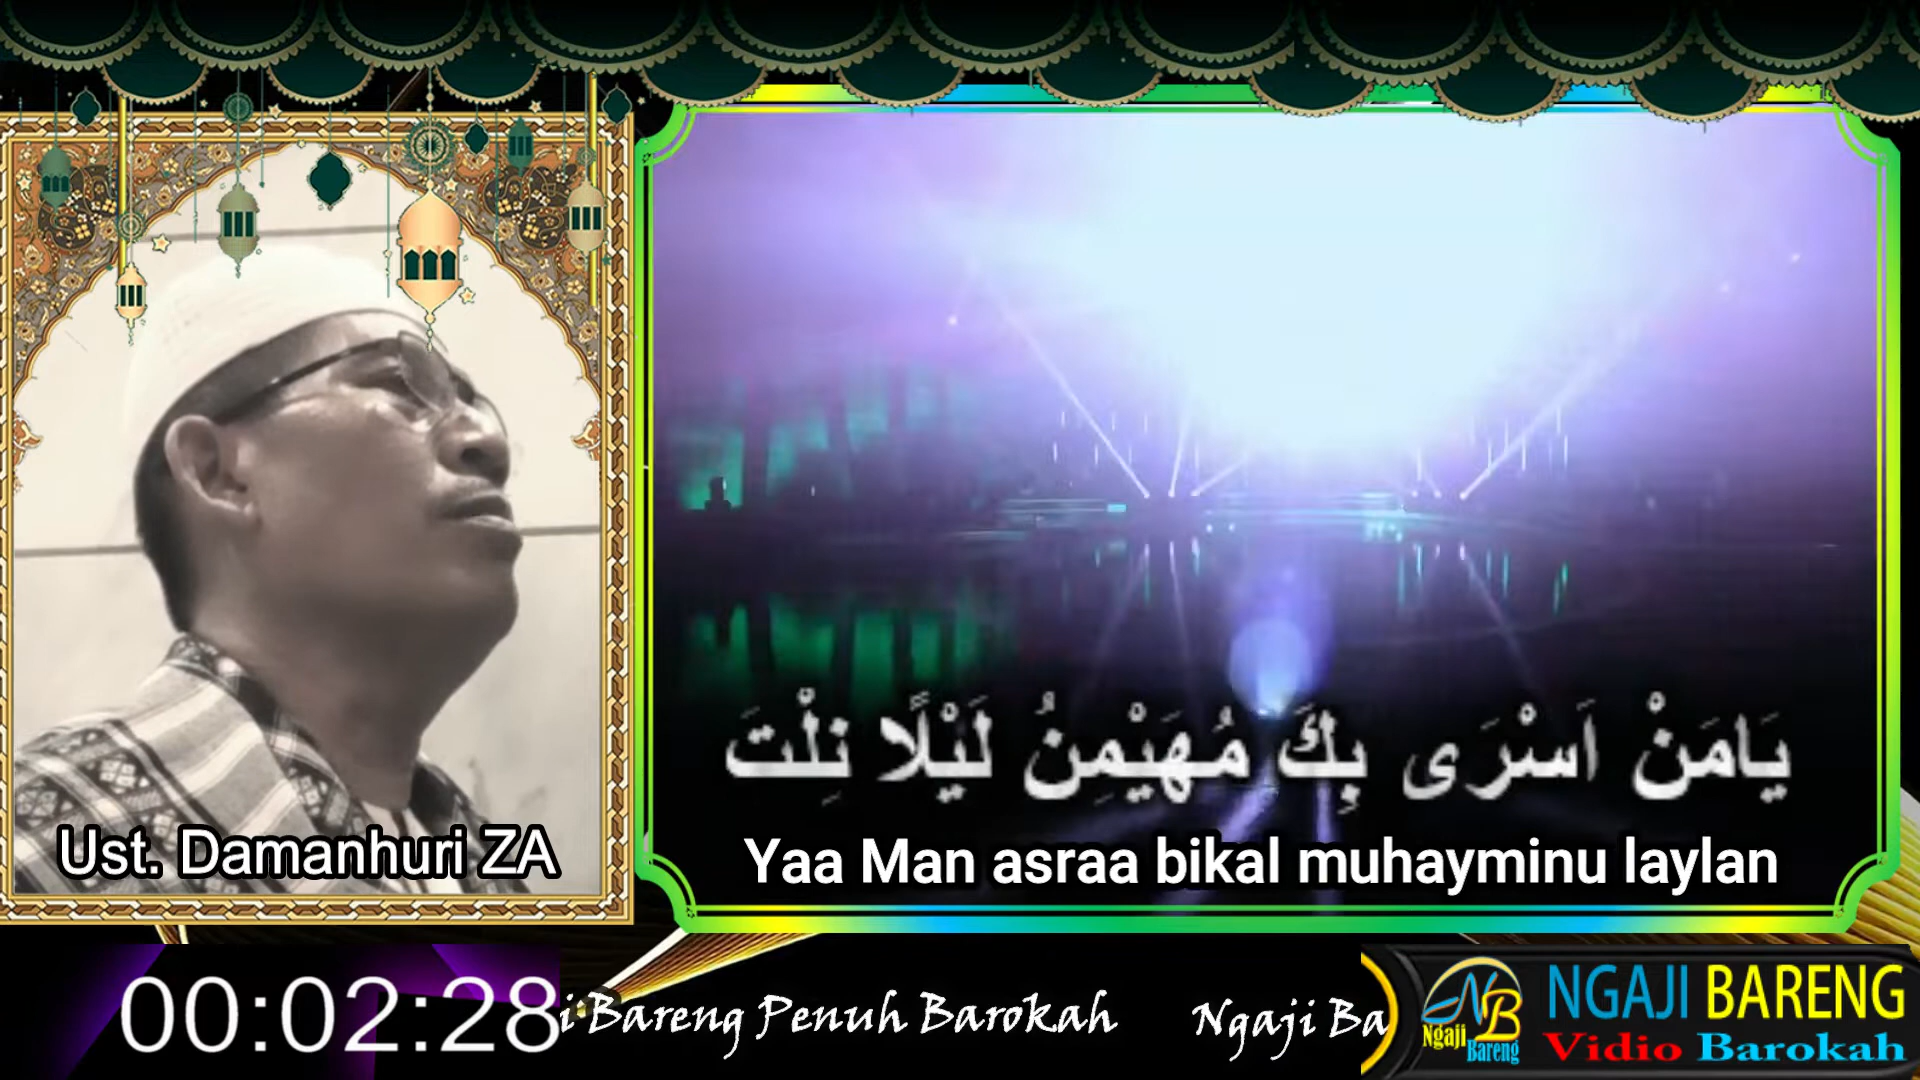 يَامَنْ اَسْرَى بِكَ مُهَيْمِنُ لَيْلًا نِلْتَ
Yaa Man asraa bikal muhayminu laylan
Ust. Damanhuri ZA
00:02:28
i Bareng Penuh Barokah Ngaji Ba
NB
Ngaji
Bareng
NGAJI BARENG
Vidio Barokah